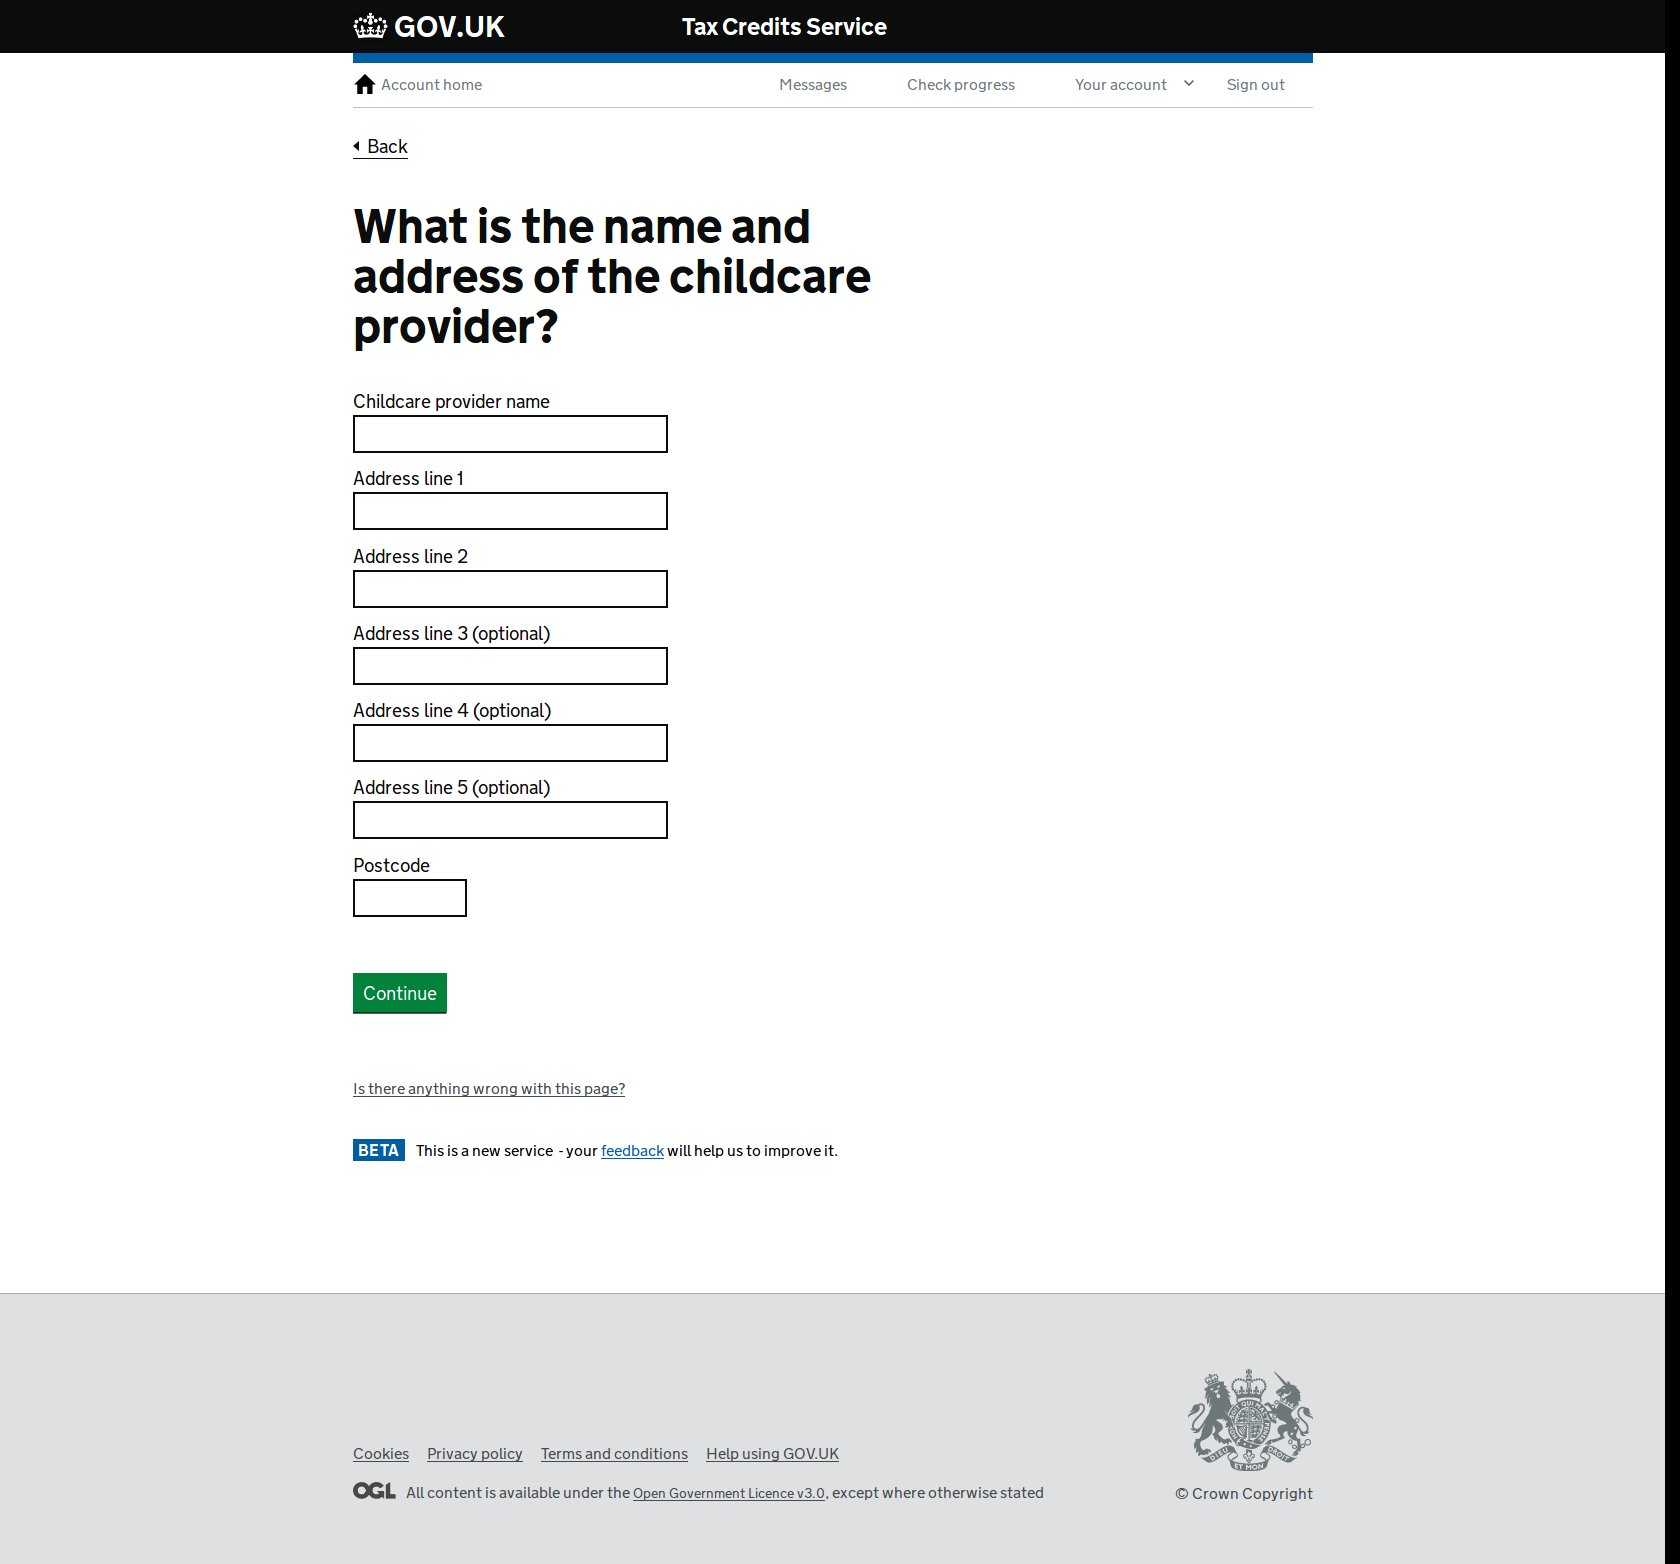 GOV.UK
Tax Credits Service
Account home
Messages
Check progress
Your account
Sign out
Back
What is the name and
address of the childcare
provider?
Childcare provider name
Address line 1
Address line 2
Address line 3 (optional)
Address line 4 (optional)
Address line 5 (optional)
Postcode
Continue
Is there anything wrong with this page?
BETA This is a new service - your feedback will help us to improve it.
Cookies Privacy policy Terms and conditions Help using GOV.UK
OGL All content is available under the Open Government Licence v3.0, except where otherwise stated
DIEU ET MON DROIT
© Crown Copyright